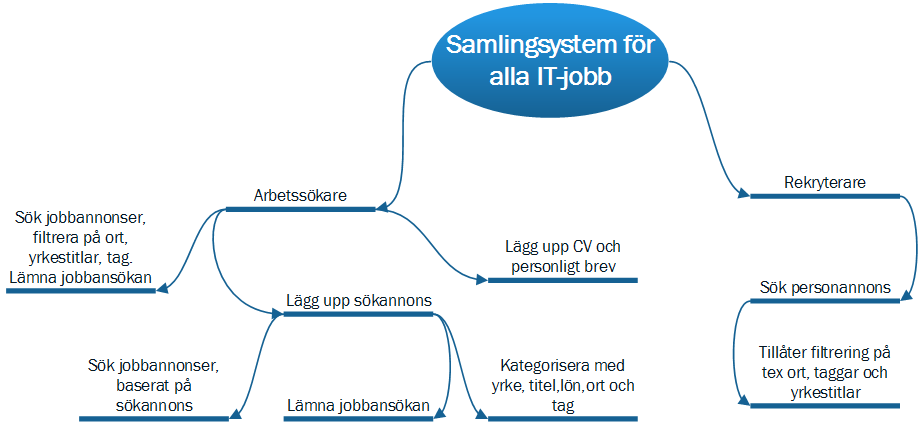 Samlingsystem för
alla IT-jobb
Arbetssökare
Rekryterare
Sök jobbannonser,
filtrera på ort,
yrkestitlar, tag.
Lämna jobbansökan
Lägg upp CV och
personligt brev
Lägg upp sökannons
Sök personannons
Sök jobbannonser,
baserat på
sökannons
Lämna jobbansökan
Kategorisera med
yrke, titel,lön,ort och
tag
Tillåter filtrering på
tex ort, taggar och
yrkestitlar